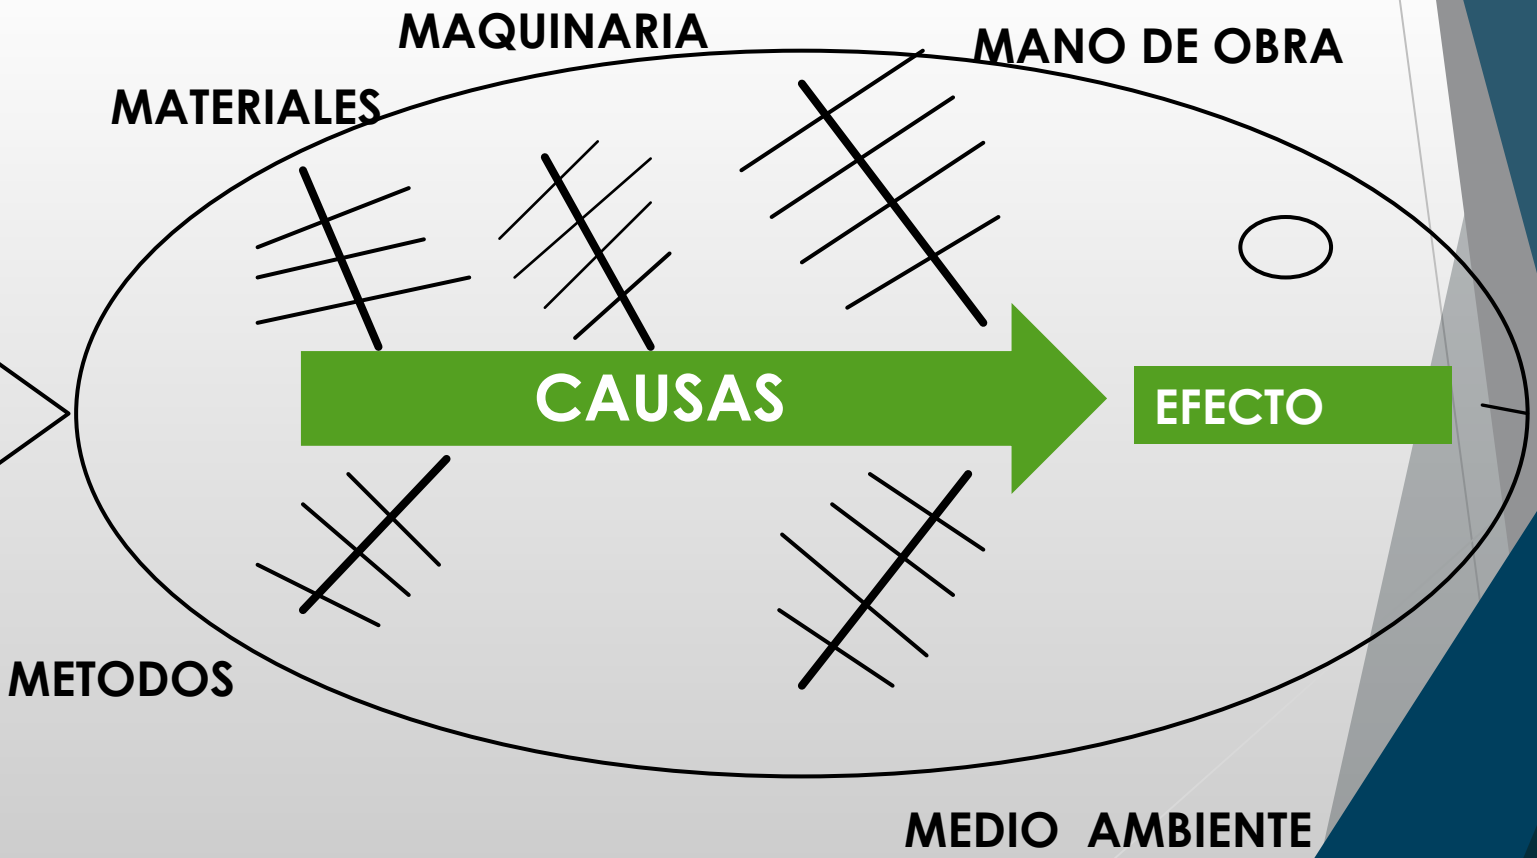 MAQUINARIA
MANO DE OBRA
MATERIALES
CAUSAS
EFECTO
METODOS
MEDIO AMBIENTE